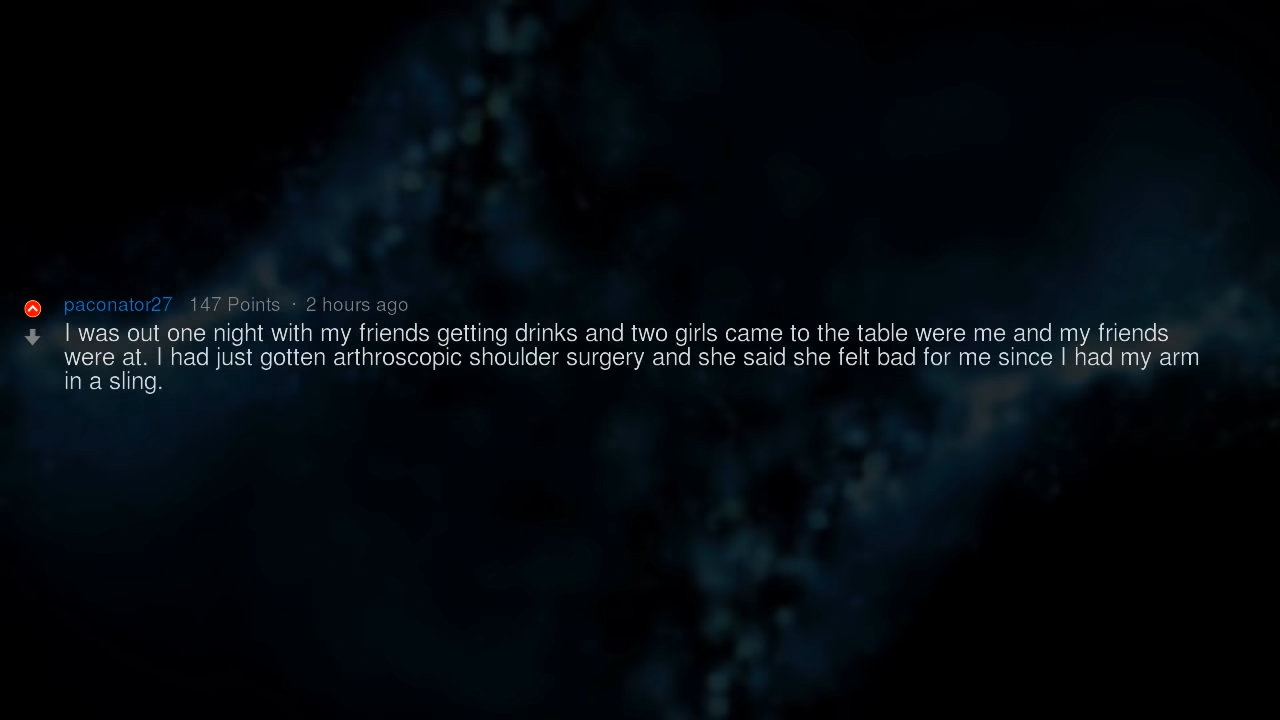 paconator27 147 Points · 2 hours ago
I was out one night with my friends getting drinks and two girls came to the table were me and my friends
were at. I had just gotten arthroscopic shoulder surgery and she said she felt bad for me since I had my arm
in a sling.